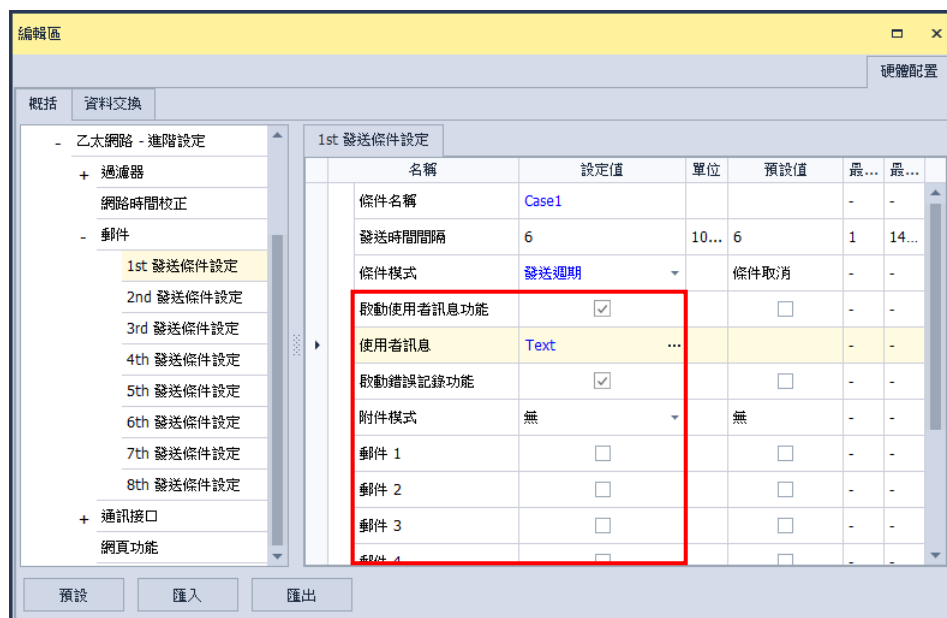 編輯區
硬體配置
概括 資料交換
- 乙太網路 - 進階設定
+ 過濾器
網路時間校正
- 郵件
1st 發送條件設定
2nd 發送條件設定
3rd 發送條件設定
4th 發送條件設定
5th 發送條件設定
6th 發送條件設定
7th 發送條件設定
8th 發送條件設定
+ 通訊接口
網頁功能
1st 發送條件設定
名稱 設定值 單位 預設值 最... 最...
條件名稱 Case1 - -
發送時間間隔 6 10... 6 1 14...
條件模式 發送週期 條件取消 - -
啟動使用者訊息功能 - -
使用者訊息 Text ... - -
啟動錯誤記錄功能 - -
附件模式 無 無 - -
郵件 1 - -
郵件 2 - -
郵件 3 - -
郵件 4 - -
預設 匯入 匯出